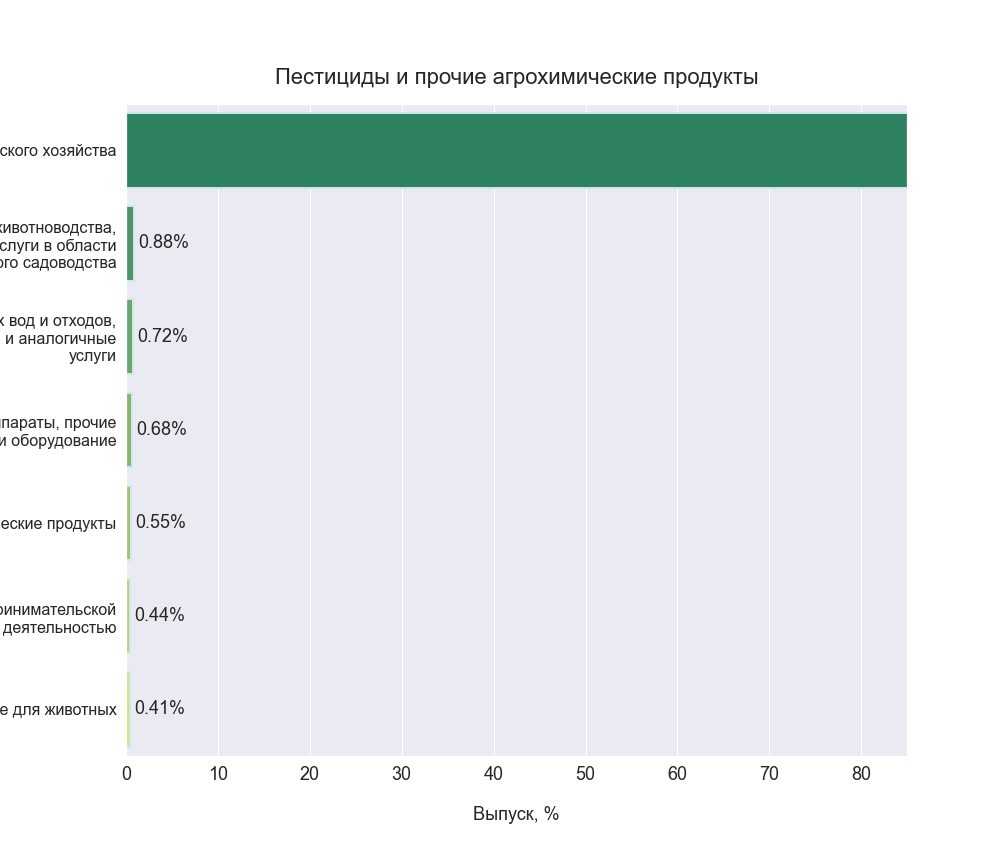 Пестициды и прочие агрохимические продукты
ского хозяйства
животноводства,
слуги в области
ого садоводства
0.88%
х вод и отходов,
и аналогичные
услуги
0.72%
параты, прочие
и оборудование
0.68%
еские продукты
0.55%
ринимательской
деятельностью
0.44%
е для животных
0.41%
0 10 20 30 40 50 60 70 80
Выпуск, %